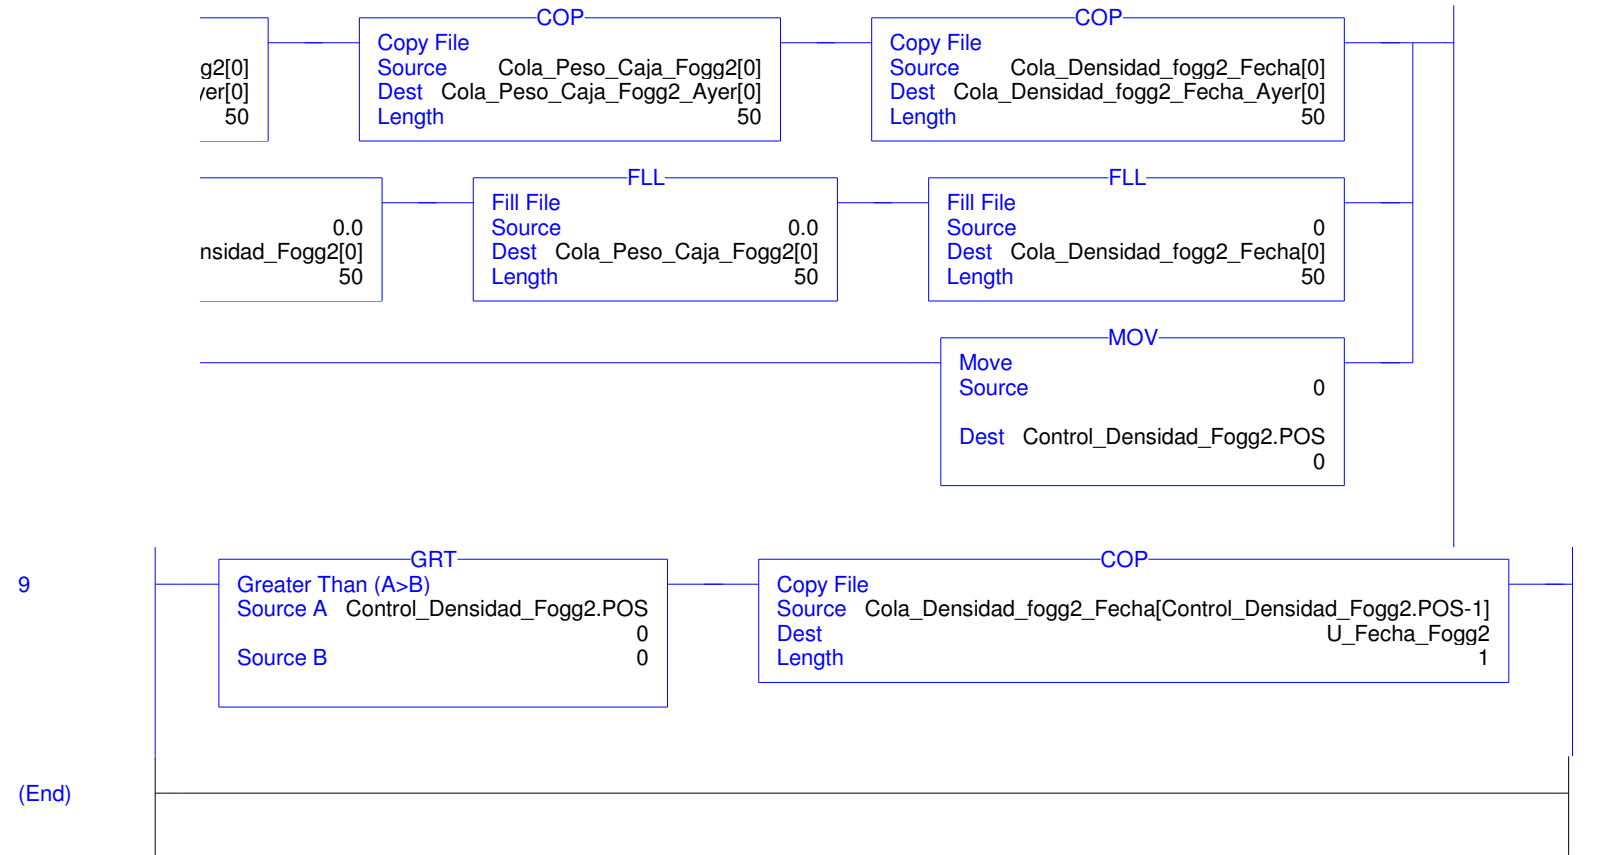 COP
COP
Copy File
Copy File
g2[0]
Source Cola_Peso_Caja_Fogg2[0]
Source Cola_Densidad_fogg2_Fecha[0]
yer[0]
Dest Cola_Peso_Caja_Fogg2_Ayer[0]
Dest Cola_Densidad_fogg2_Fecha_Ayer[0]
50
Length 50
Length 50
FLL
FLL
Fill File
Fill File
0.0
Source 0.0
Source 0
nsidad_Fogg2[0]
Dest Cola_Peso_Caja_Fogg2[0]
Dest Cola_Densidad_fogg2_Fecha[0]
50
Length 50
Length 50
MOV
Move
Source 0
Dest Control_Densidad_Fogg2.POS
0
9
GRT
Greater Than (A>B)
Source A Control_Densidad_Fogg2.POS
0
Source B 0
COP
Copy File
Source Cola_Densidad_fogg2_Fecha[Control_Densidad_Fogg2.POS-1]
Dest U_Fecha_Fogg2
Length 1
(End)